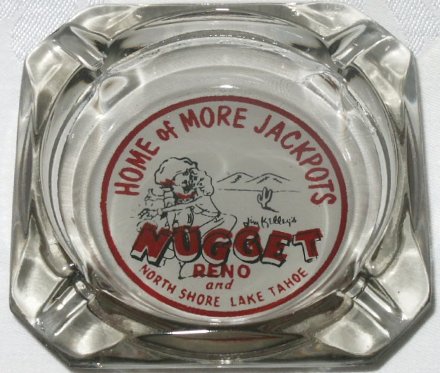 HOME of MORE JACKPOTS
Jim Kelley's
NUGGET
RENO
and
NORTH SHORE LAKE TAHOE